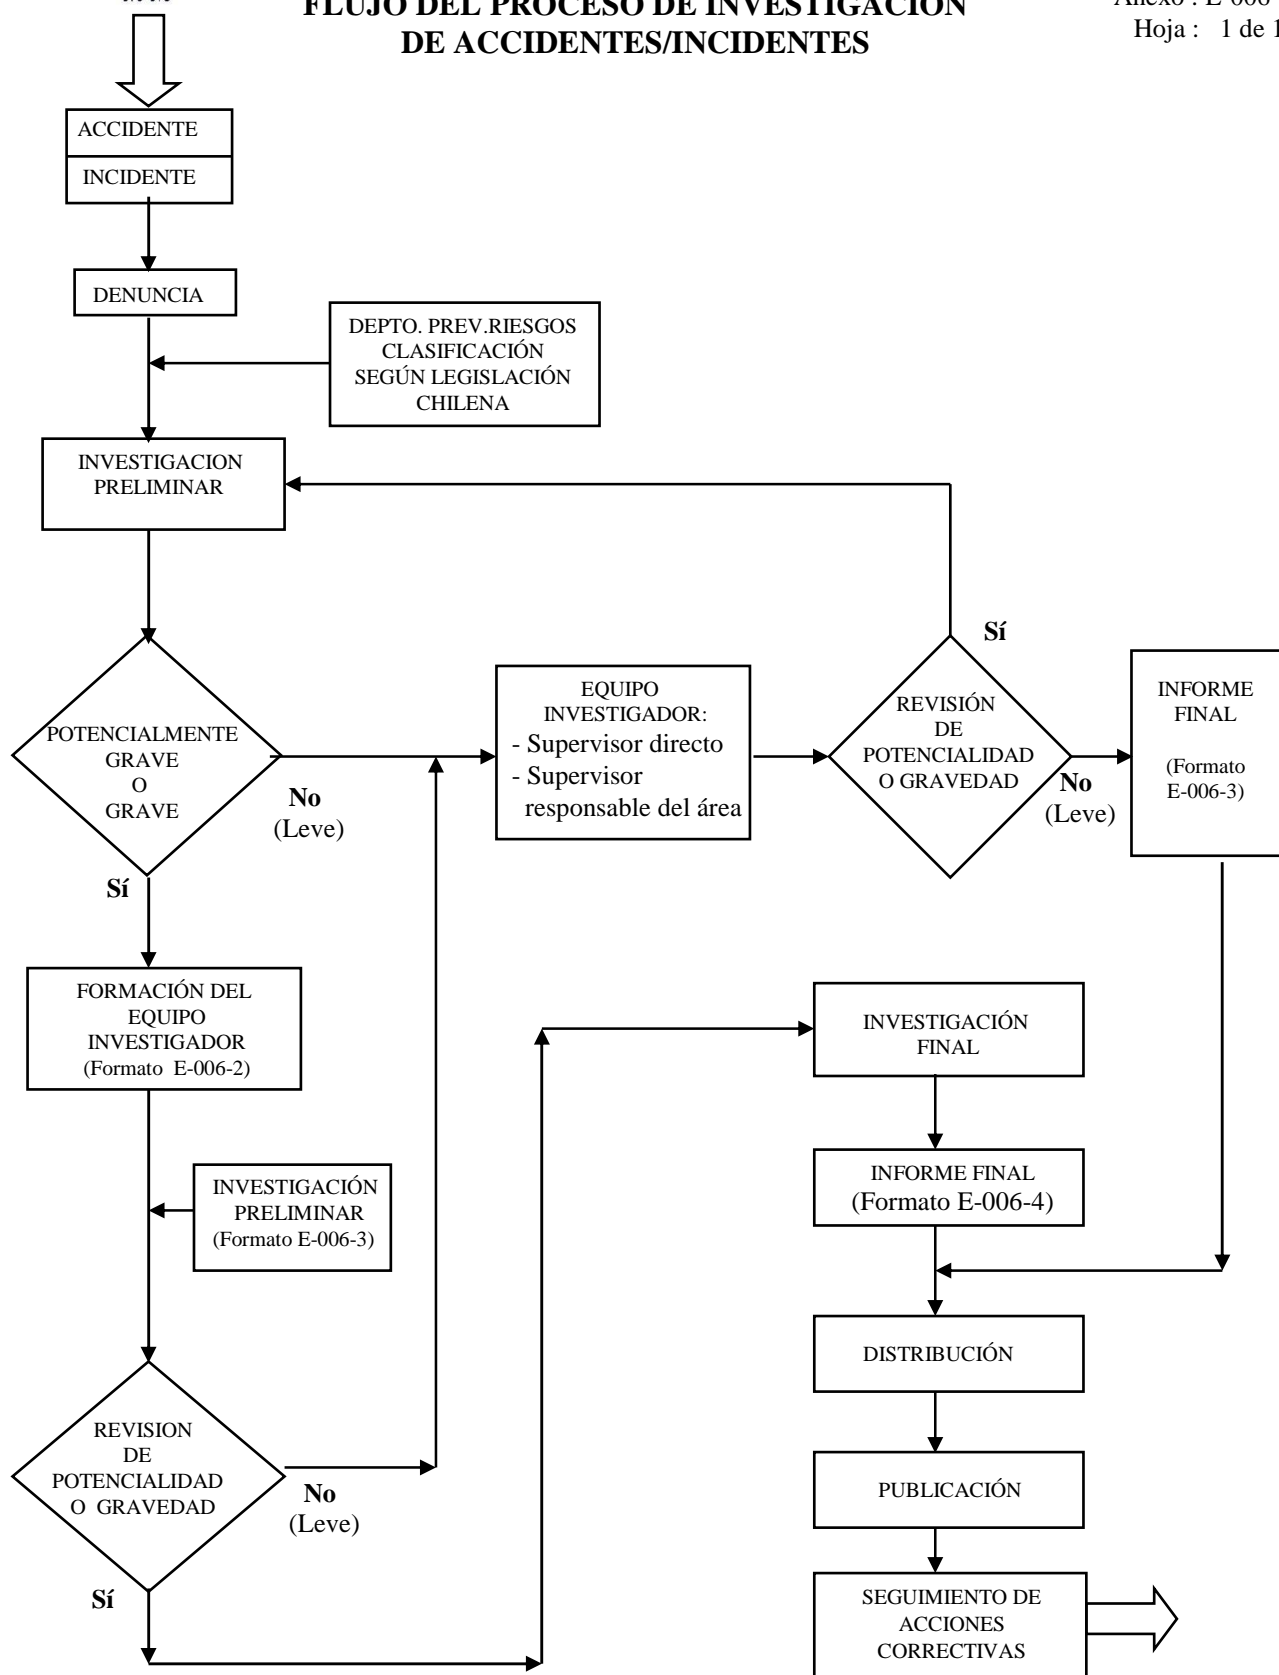 FLUJO DEL PROCESO DE INVESTIGACIÓN
DE ACCIDENTES/INCIDENTES
Anexo : E-006
Hoja : 1 de 1
ACCIDENTE
INCIDENTE
DENUNCIA
DEPTO. PREV.RIESGOS
CLASIFICACIÓN
SEGÚN LEGISLACIÓN
CHILENA
INVESTIGACION
PRELIMINAR
POTENCIALMENTE
GRAVE
O
GRAVE
No
(Leve)
Sí
EQUIPO
INVESTIGADOR:
- Supervisor directo
- Supervisor
responsable del área
Sí
REVISIÓN
DE
POTENCIALIDAD
O GRAVEDAD
No
(Leve)
INFORME
FINAL
(Formato
E-006-3)
FORMACIÓN DEL
EQUIPO
INVESTIGADOR
(Formato E-006-2)
INVESTIGACIÓN
PRELIMINAR
(Formato E-006-3)
REVISION
DE
POTENCIALIDAD
O GRAVEDAD
No
(Leve)
Sí
INVESTIGACIÓN
FINAL
INFORME FINAL
(Formato E-006-4)
DISTRIBUCIÓN
PUBLICACIÓN
SEGUIMIENTO DE
ACCIONES
CORRECTIVAS